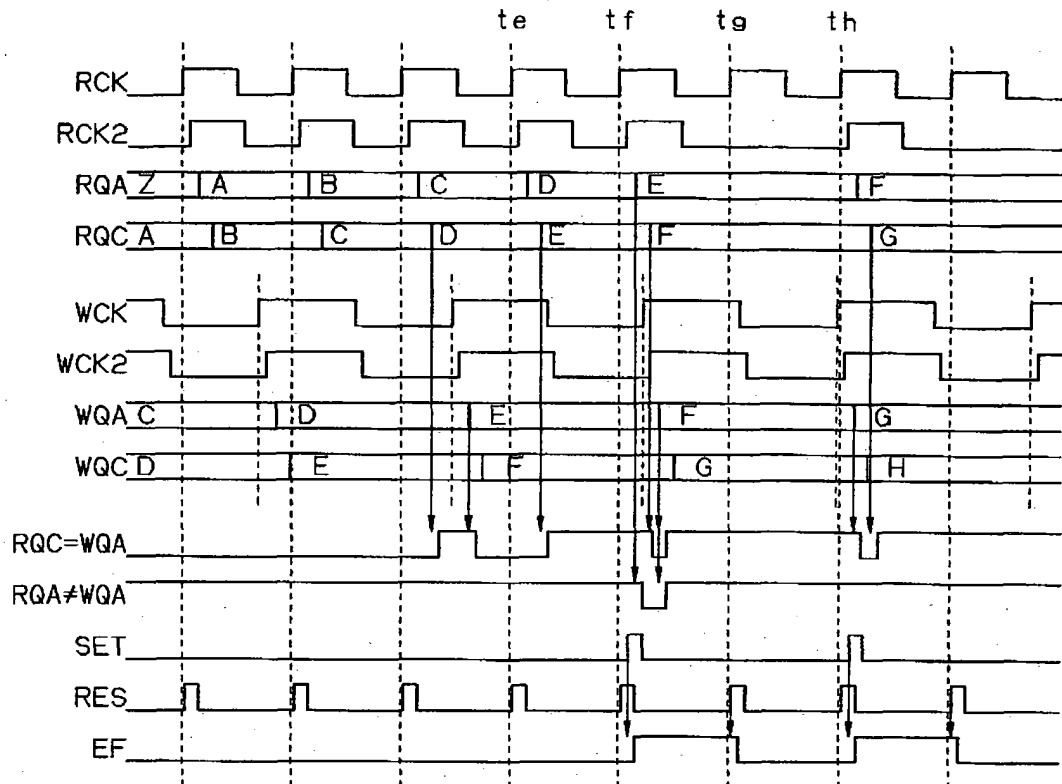 te tf tg th
RCK
RCK2
RQA Z A B C D E F
RQC A B C D E F G
WCK
WCK2
WQA C D E F G
WQC D E F G H
RQC=WQA
RQA≠WQA
SET
RES
EF